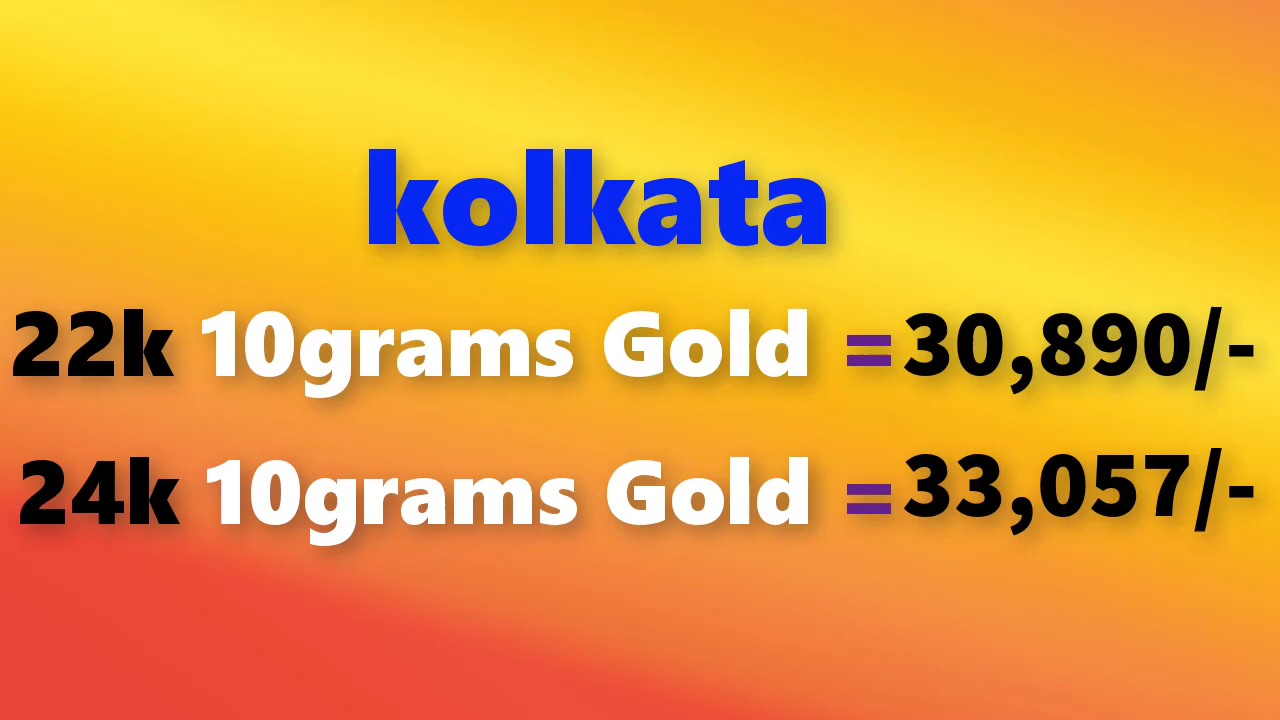 kolkata
22k 10grams Gold =30,890/-
24k 10grams Gold =33,057/-